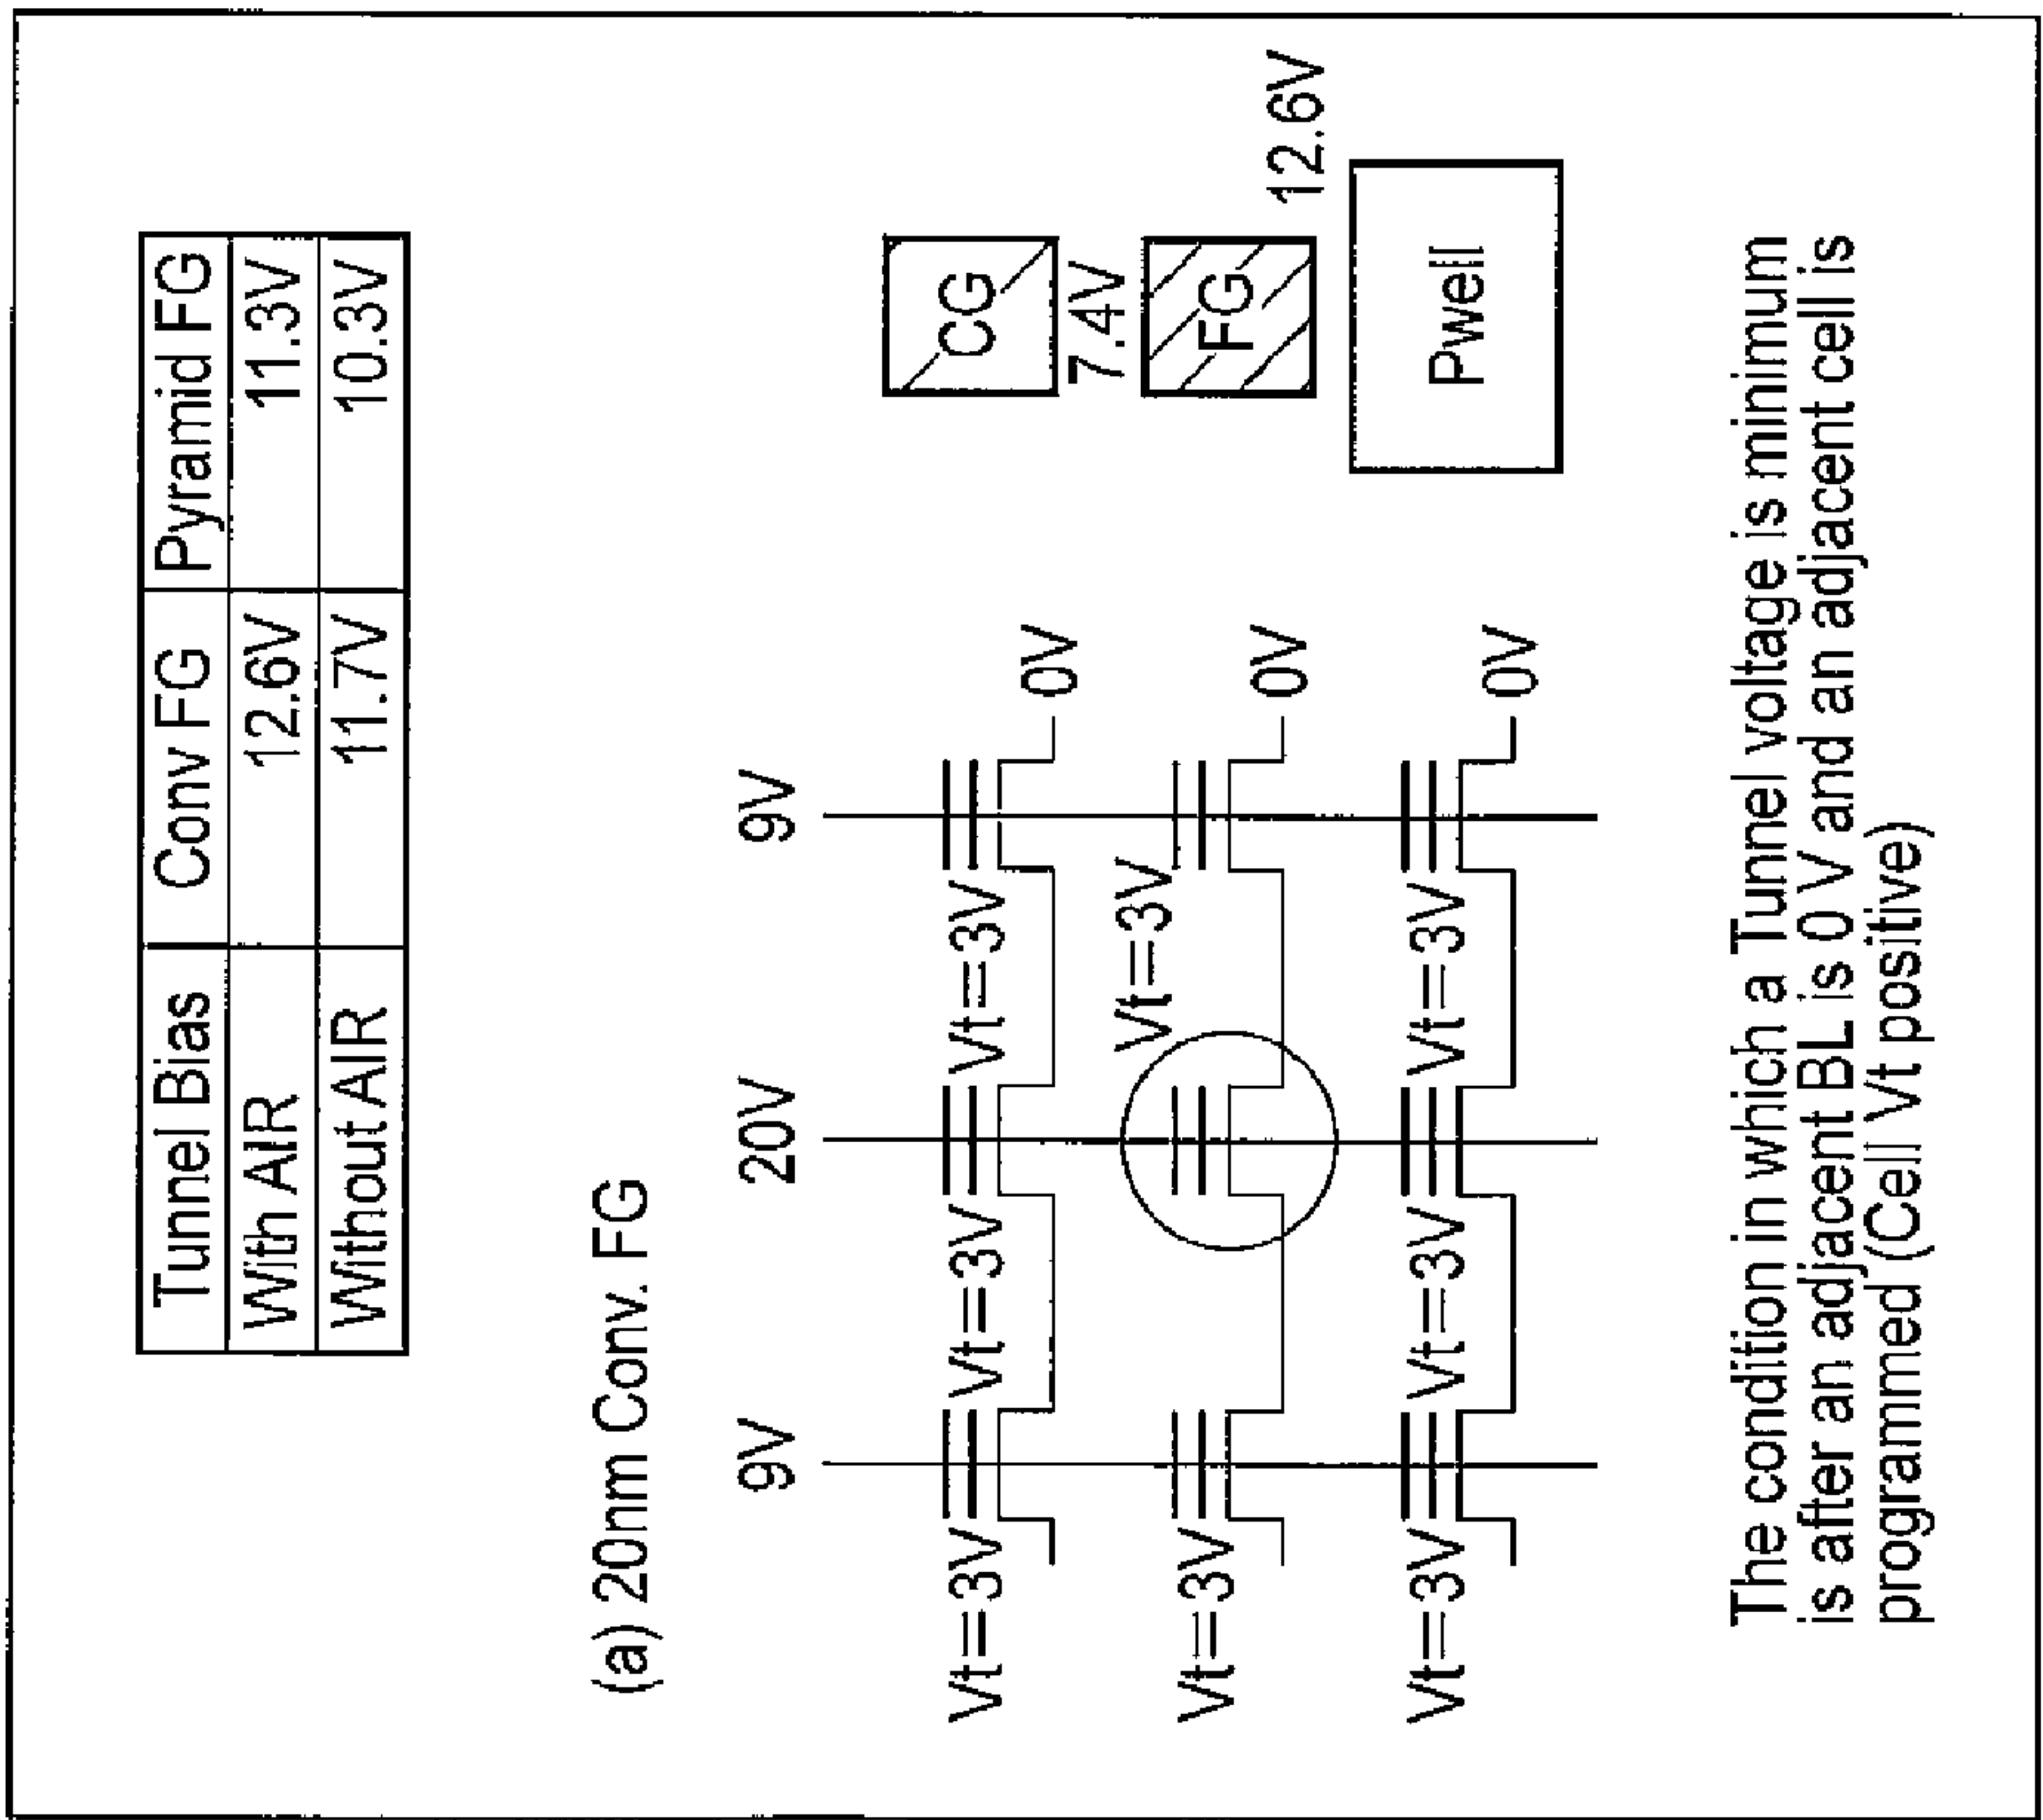 Tunnel Bias Conv FG Pyramid FG
With AIR 12.6V 11.3V
Without AIR 11.7V 10.3V
(a) 20nm Conv. FG
9V 20V 9V
Vt=3V Vt=3V Vt=3V 0V
Vt=3V Vt=3V 0V
Vt=3V Vt=3V Vt=3V 0V
CG
7.4V
FG
12.6V
Pwell
The condition in which a Tunnel voltage is minimum
is after an adjacent BL is 0 V and an adjacent cell is
programmed (Cell Vt positive)